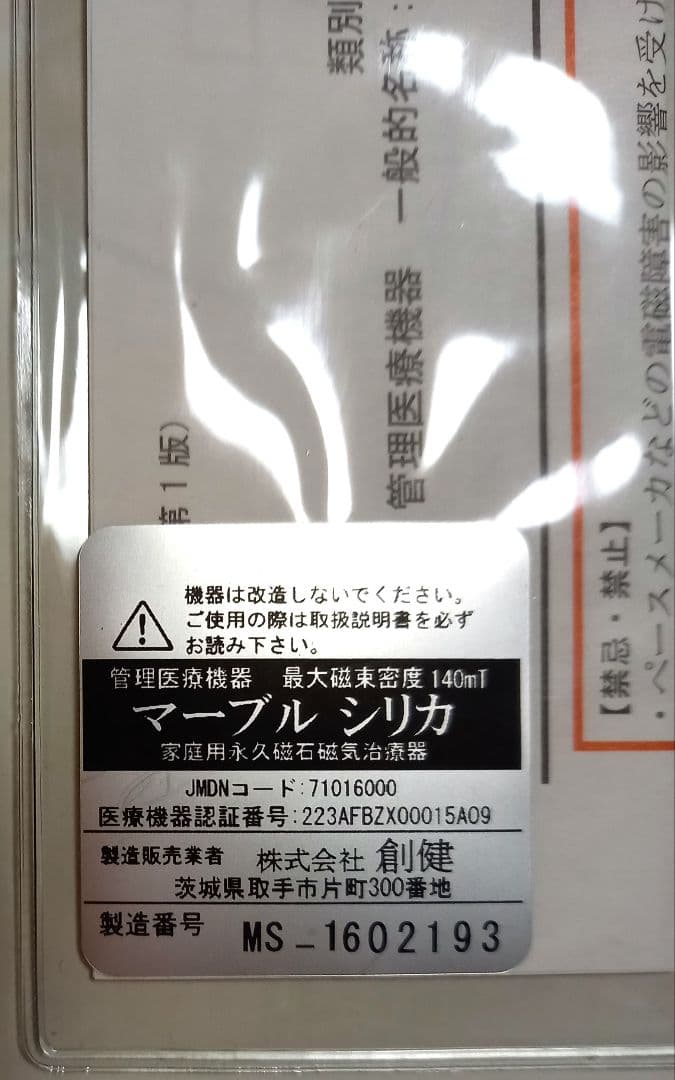 類別
管理医療機器 一般的名称：
第1版）
【禁忌・禁止】
・ペースメーカなどの電磁障害の影響を受け
機器は改造しないでください。
ご使用の際は取扱説明書を必ず
お読み下さい。
管理医療機器 最大磁束密度 140mT
マーブル シリカ
家庭用永久磁石磁気治療器
JMDNコード:71016000
医療機器認証番号:223AFBZX00015A09
製造販売業者 株式会社 創健
茨城県取手市片町300番地
製造番号 MS-1602193